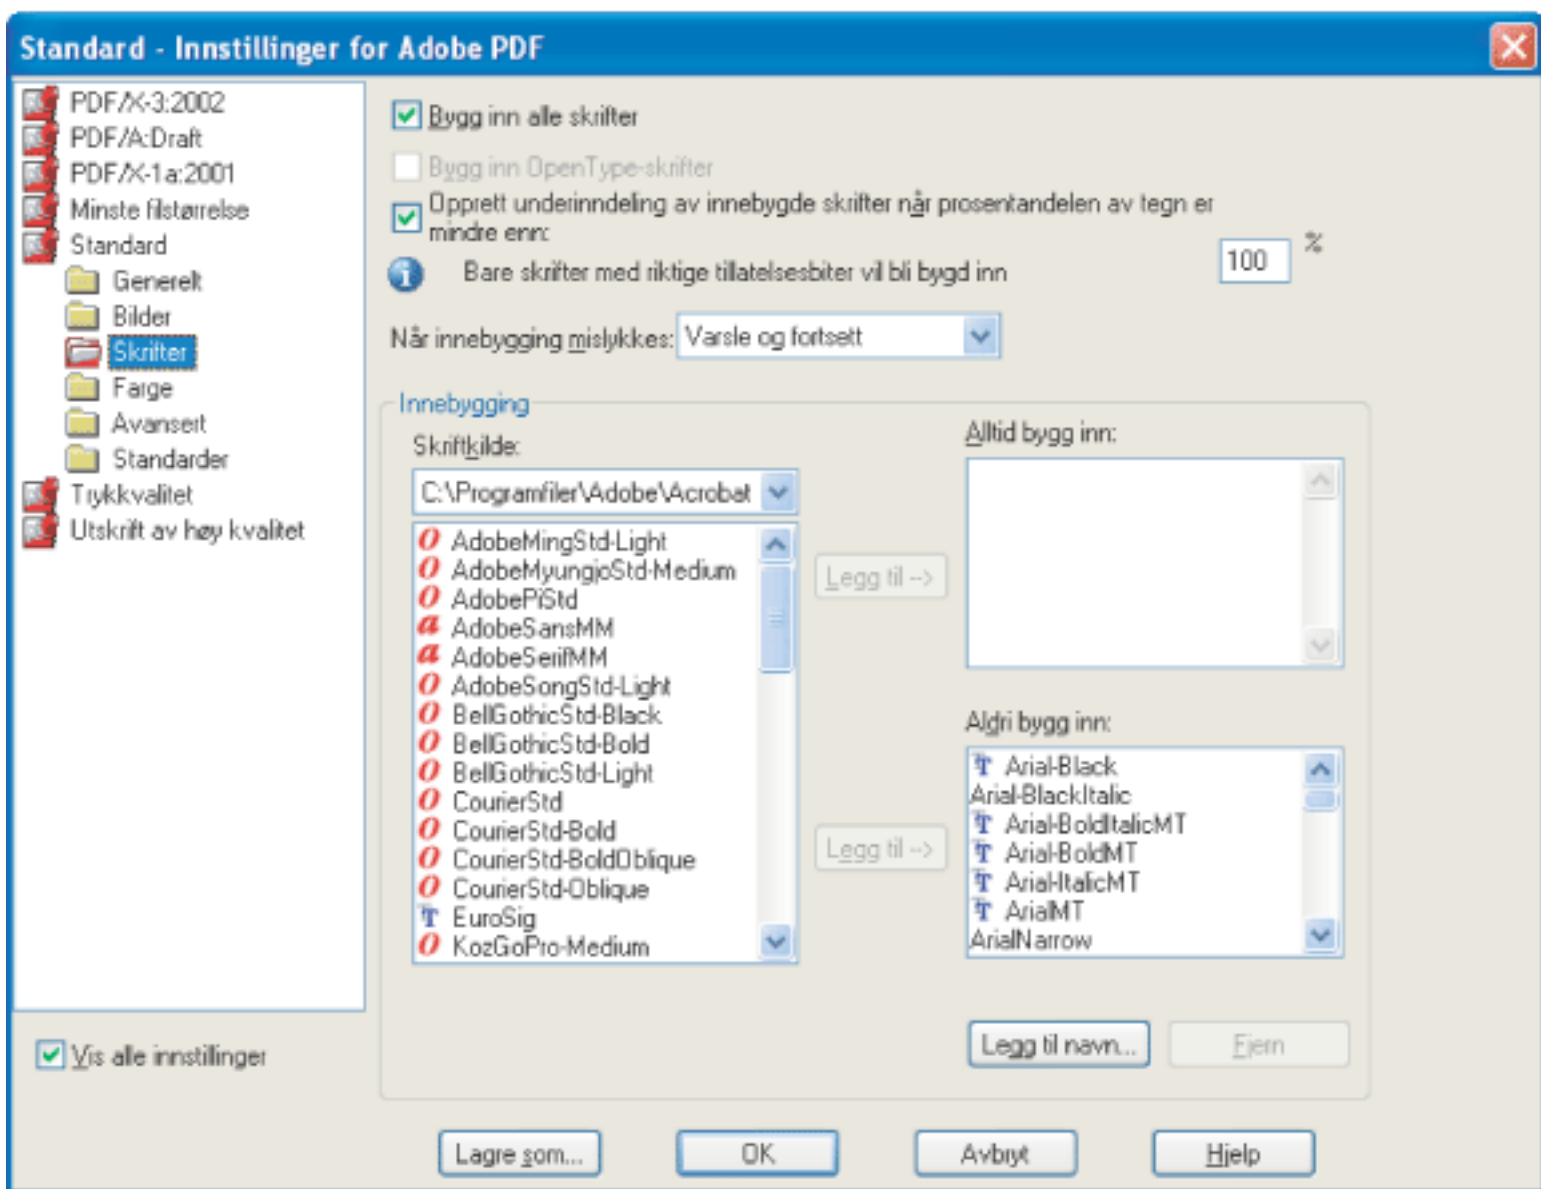 Standard - Innstillinger for Adobe PDF
PDF/X-3:2002
PDF/A:Draft
PDF/X-1a:2001
Minste filstørrelse
Standard
Generelt
Bilder
Skrifter
Farge
Avansert
Standarder
Trykkvalitet
Utskrift av høy kvalitet
Vis alle innstillinger
Bygg inn alle skrifter
Bygg inn OpenType-skrifter
Opprett underinndeling av innebygde skrifter når prosentandelen av tegn er
mindre enn:
100 %
Bare skrifter med riktige tillatelsesbiter vil bli bygd inn
Når innebygging mislykkes: Varsle og fortsett
Innebygging
Skriftkilde:
C:\Programfiler\Adobe\Acrobat
AdobeMingStd-Light
AdobeMyungjoStd-Medium
AdobePiStd
AdobeSansMM
AdobeSerifMM
AdobeSongStd-Light
BellGothicStd-Black
BellGothicStd-Bold
BellGothicStd-Light
CourierStd
CourierStd-Bold
CourierStd-BoldOblique
CourierStd-Oblique
EuroSig
KozGoPro-Medium
Legg til -->
Legg til -->
Alltid bygg inn:
Aldri bygg inn:
Arial-Black
Arial-BlackItalic
Arial-BoldItalicMT
Arial-BoldMT
Arial-ItalicMT
ArialMT
ArialNarrow
Legg til navn...
Fjern
Lagre som...
OK
Avbryt
Hjelp